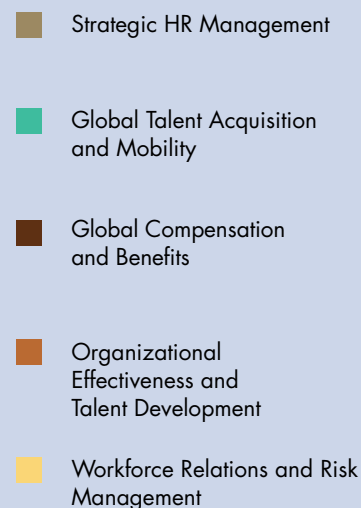 Strategic HR Management
Global Talent Acquisition
and Mobility
Global Compensation
and Benefits
Organizational
Effectiveness and
Talent Development
Workforce Relations and Risk
Management